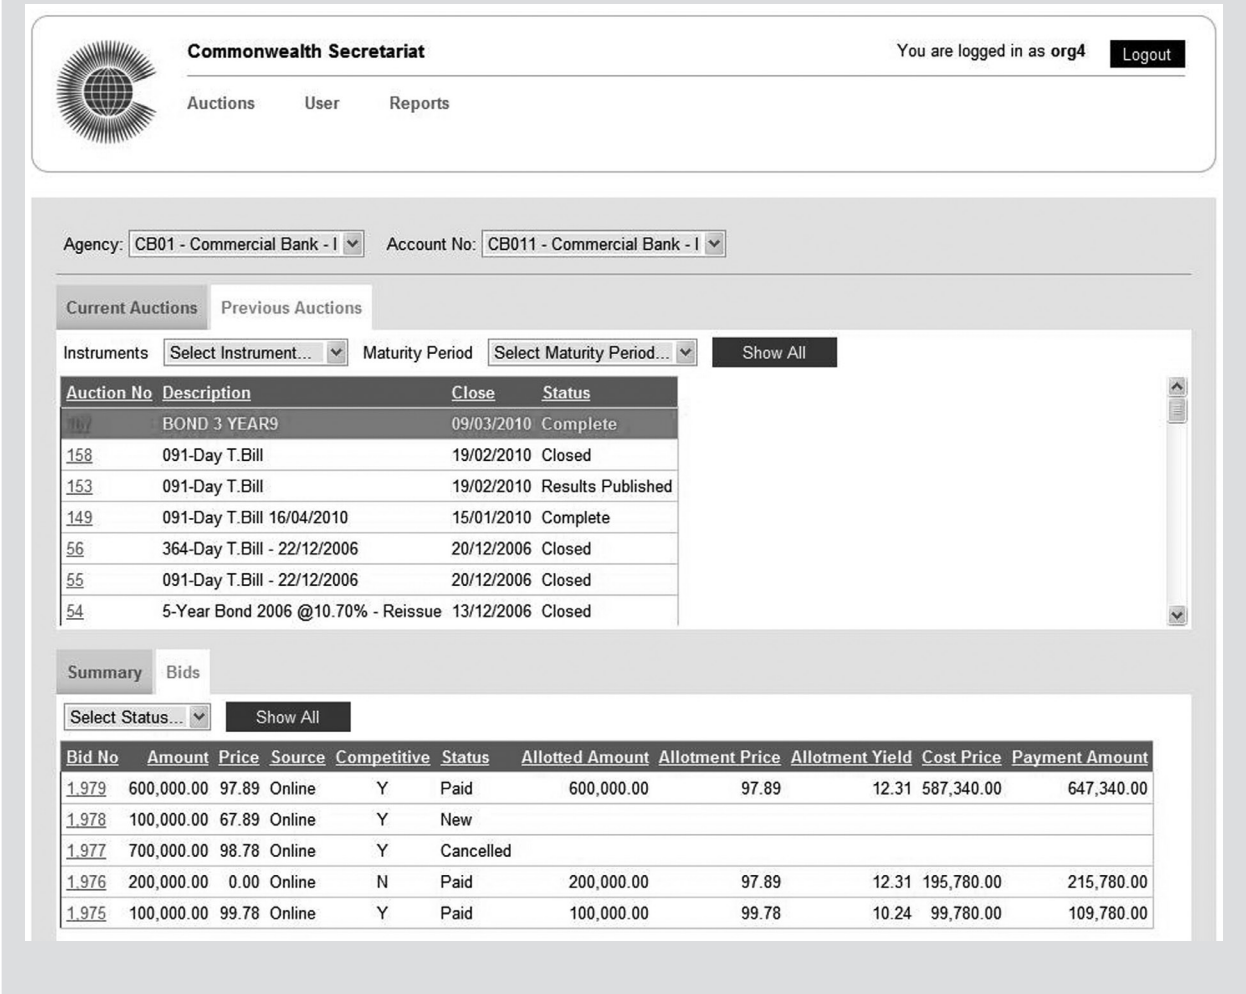 Commonwealth Secretariat
You are logged in as org4 Logout
Auctions User Reports
Agency: CB01 - Commercial Bank - I Account No: CB011 - Commercial Bank - I
Current Auctions Previous Auctions
Instruments Select Instrument... Maturity Period Select Maturity Period... Show All
Auction No Description Close Status
BOND 3 YEAR9 09/03/2010 Complete
158 091-Day T.Bill 19/02/2010 Closed
153 091-Day T.Bill 19/02/2010 Results Published
149 091-Day T.Bill 16/04/2010 15/01/2010 Complete
56 364-Day T.Bill - 22/12/2006 20/12/2006 Closed
55 091-Day T.Bill - 22/12/2006 20/12/2006 Closed
54 5-Year Bond 2006 @10.70% - Reissue 13/12/2006 Closed
Summary Bids
Select Status... Show All
Bid No Amount Price Source Competitive Status Allotted Amount Allotment Price Allotment Yield Cost Price Payment Amount
1,979 600,000.00 97.89 Online Y Paid 600,000.00 97.89 12.31 587,340.00 647,340.00
1,978 100,000.00 67.89 Online Y New
1,977 700,000.00 98.78 Online Y Cancelled
1,976 200,000.00 0.00 Online N Paid 200,000.00 97.89 12.31 195,780.00 215,780.00
1,975 100,000.00 99.78 Online Y Paid 100,000.00 99.78 10.24 99,780.00 109,780.00